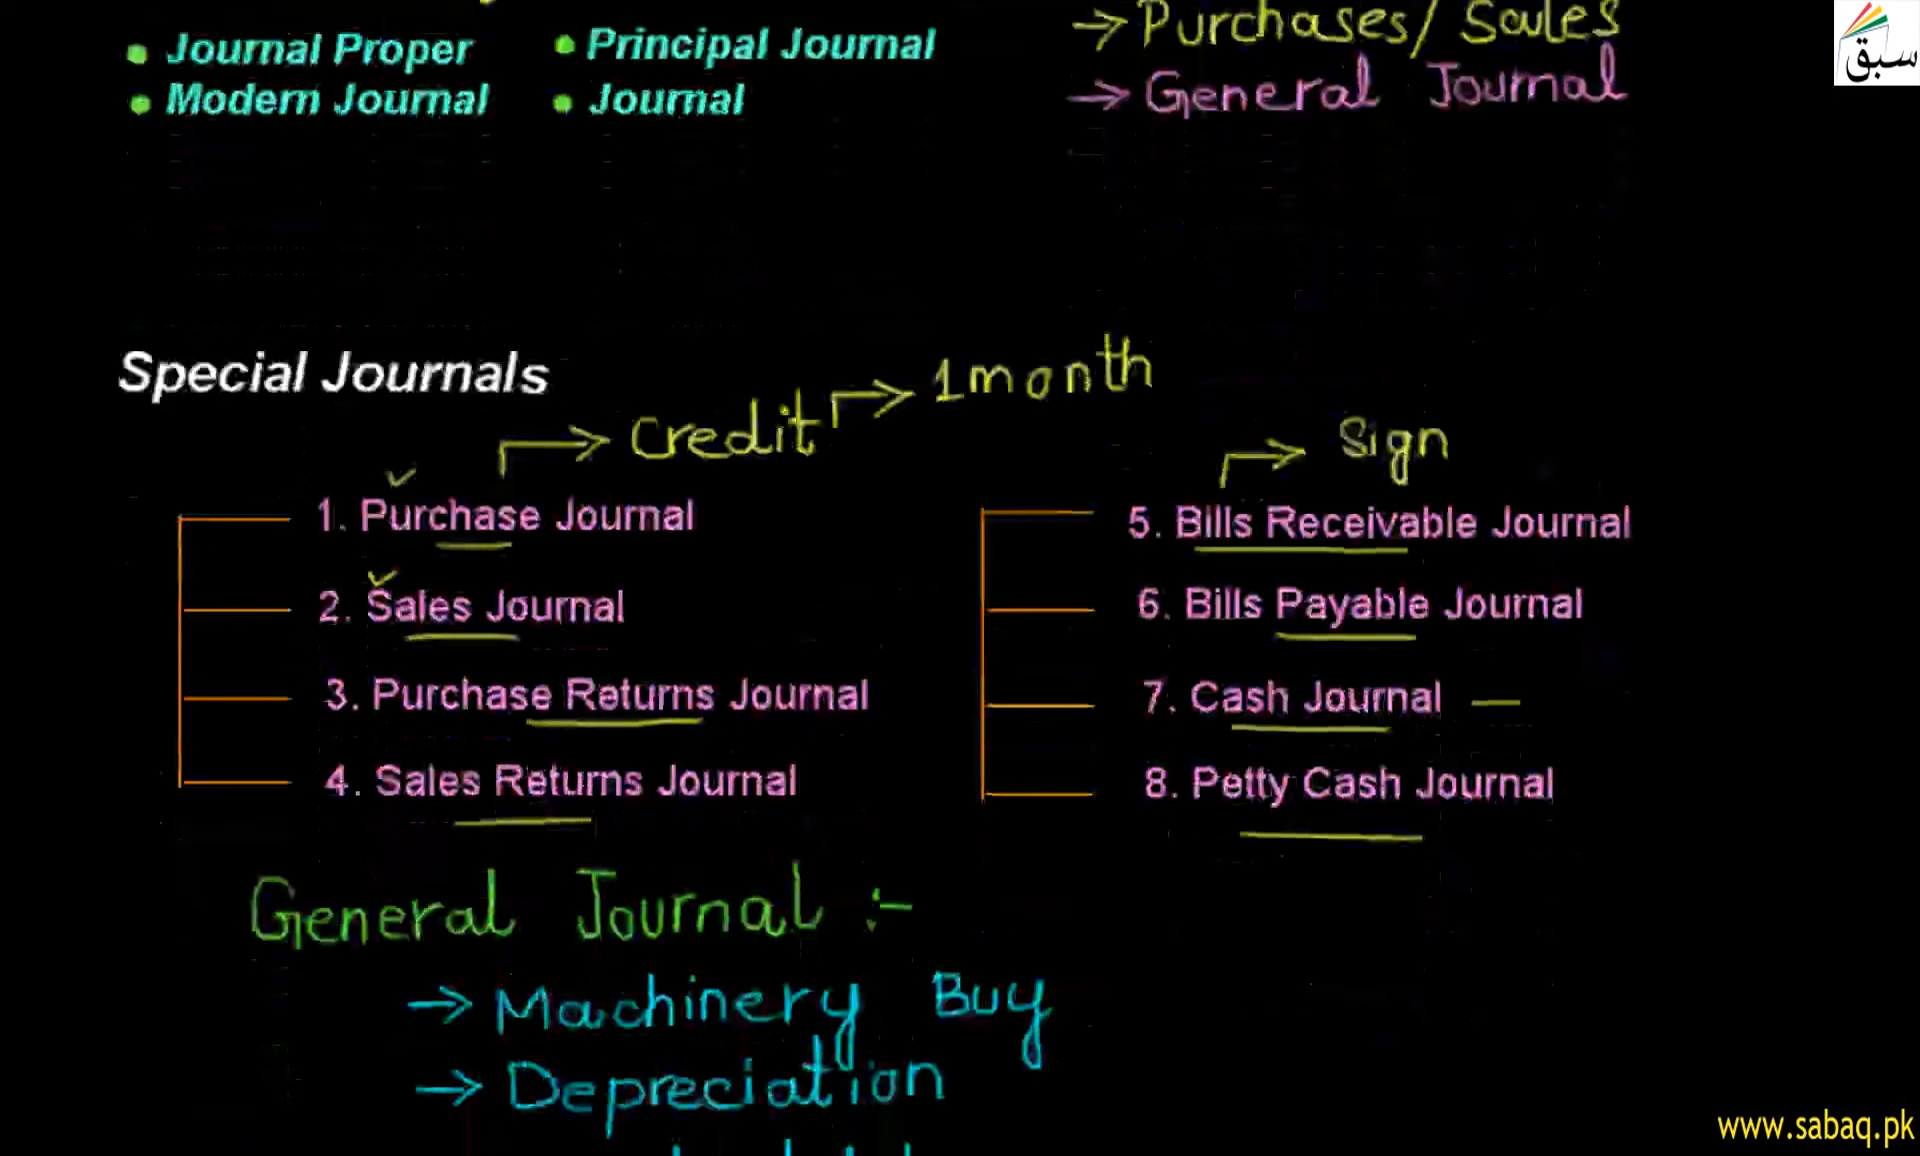 Journal Proper
Principal Journal
Modern Journal
Journal
→ Purchases/ Sales
→ General Journal
سبق
Special Journals
Credit
1 month
Sign
1. Purchase Journal
2. Sales Journal
3. Purchase Returns Journal
4. Sales Returns Journal
5. Bills Receivable Journal
6. Bills Payable Journal
7. Cash Journal
8. Petty Cash Journal
General Journal :-
→ Machinery Buy
→ Depreciation
www.sabaq.pk